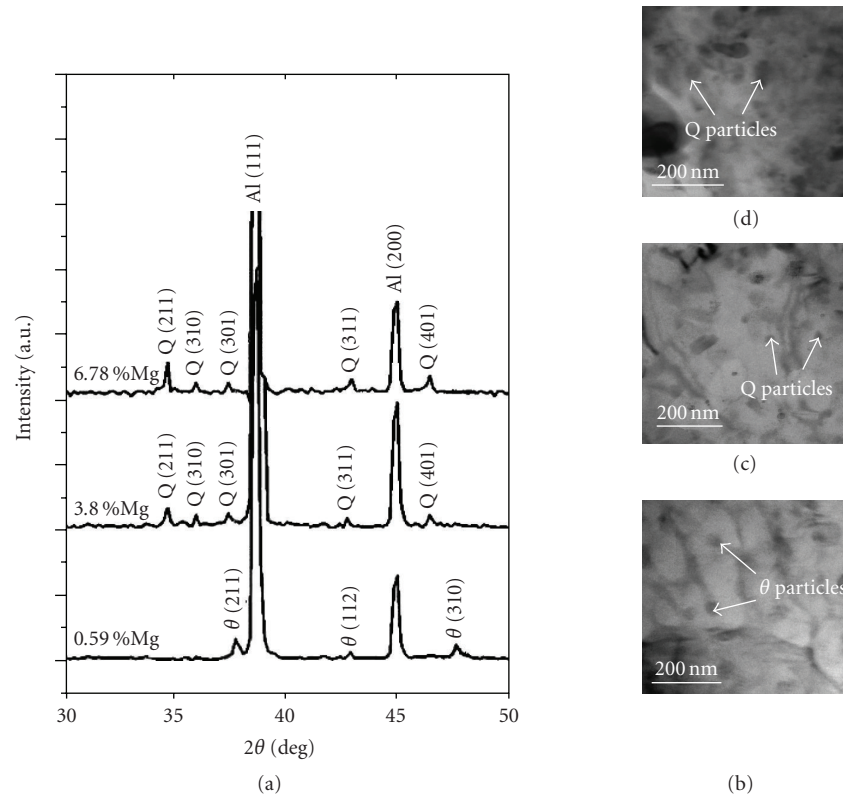 Intensity (a.u.)
Al (111)
Al (200)
Q (211)
Q (310)
Q (301)
Q (311)
Q (401)
6.78 %Mg
Q (211)
Q (310)
Q (301)
Q (311)
Q (401)
3.8 %Mg
θ (211)
θ (112)
θ (310)
0.59 %Mg
30
35
40
45
50
2θ (deg)
(a)
Q particles
200 nm
(d)
Q particles
200 nm
(c)
θ particles
200 nm
(b)